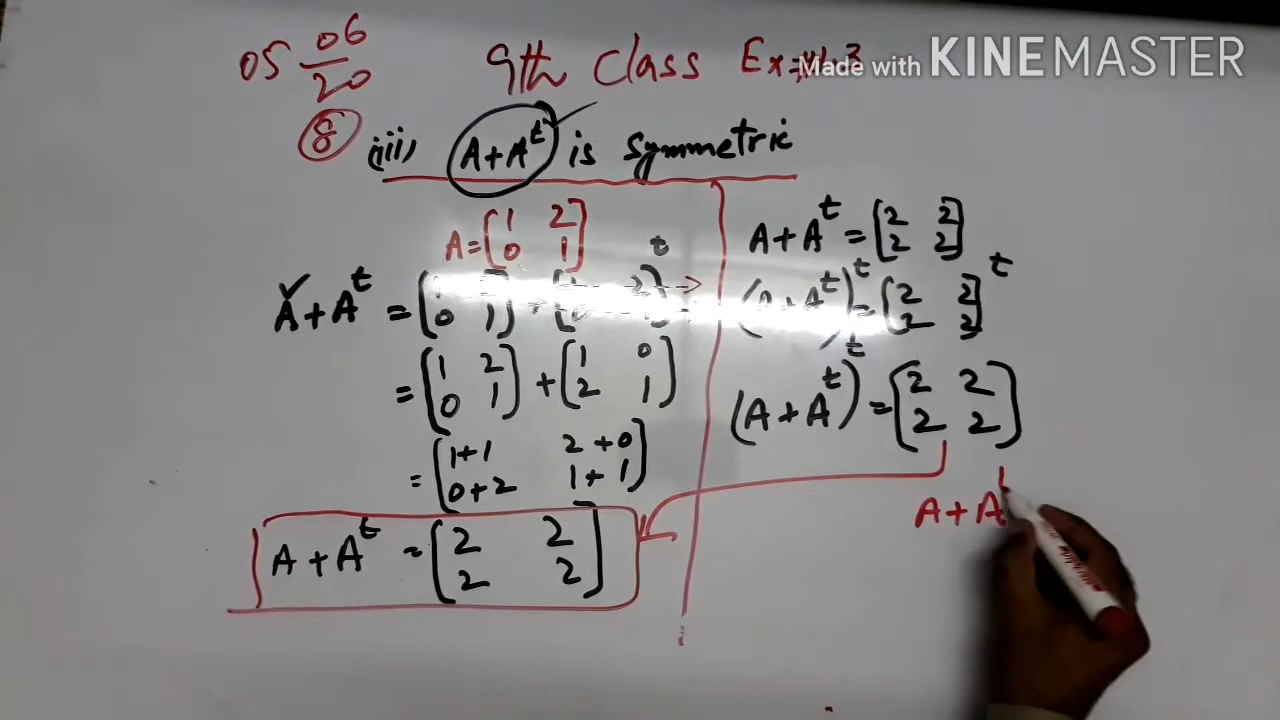 05 06/20 9th Class Ex=
Made with KINEMASTER
8 (iii) A+A^t is symmetric
A=[1 2
0 1]
A+A^t = [ ] + [ ]^t
0 1
=[1 2
0 1]+[1 0
2 1]
=[1+1 2+0
0+2 1+1]
A+A^t =[2 2
2 2]
A+A^t =[2 2
2 2]
( +A^t)^t =[2 2
2 2]^t
(A+A^t)^t =[2 2
2 2]
A+A